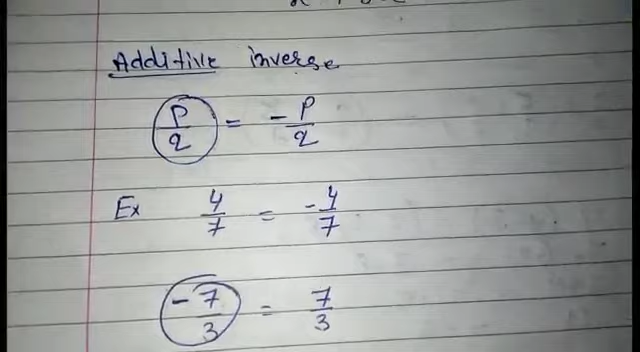 Additive inverse
p/q = -p/q
Ex 4/7 = -4/7
-7/3 = 7/3